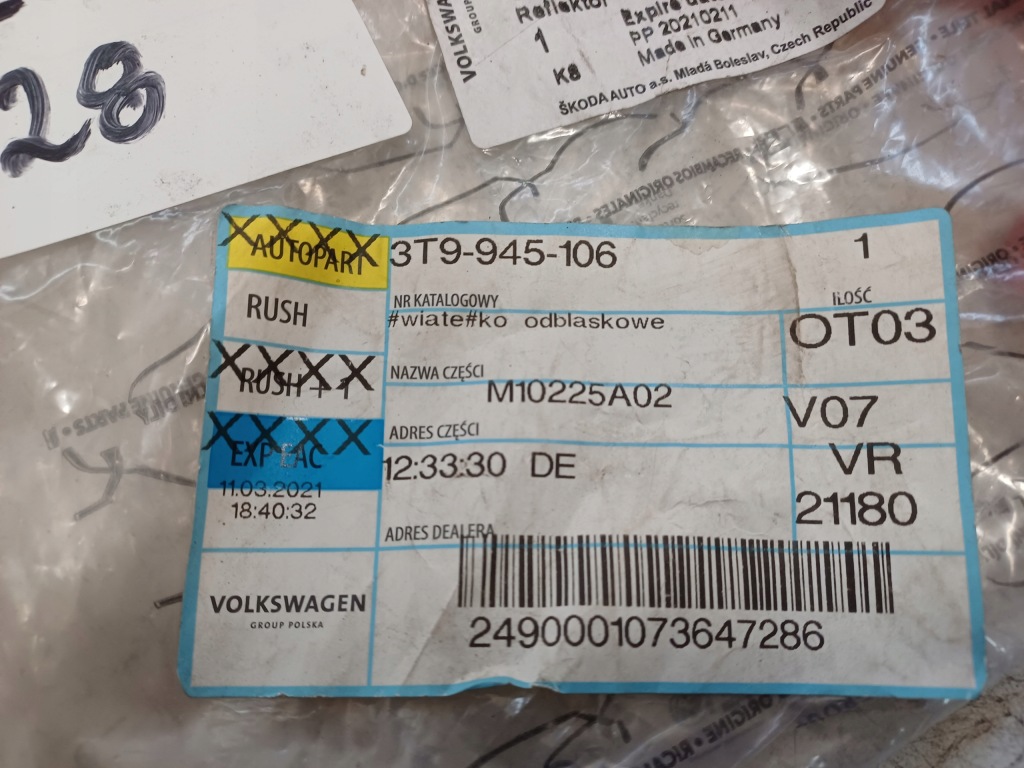 28
VOLKSWA
GROUP
Reflektor
1
K8
PP 20210211
Made in Germany
ŠKODA AUTO a.s. Mladá Boleslav, Czech Republic
XXXX
AUTOPART
3T9-945-106
1
NR KATALOGOWY
ILOŚĆ
RUSH
#wiate#ko odblaskowe
OT03
XXXX
RUSH + 1
NAZWA CZĘŚCI
M10225A02
V07
XXXX
EXP LAC
ADRES CZĘŚCI
12:33:30 DE
VR
11.03.2021
18:40:32
21180
ADRES DEALERA
VOLKSWAGEN
GROUP POLSKA
2490001073647286